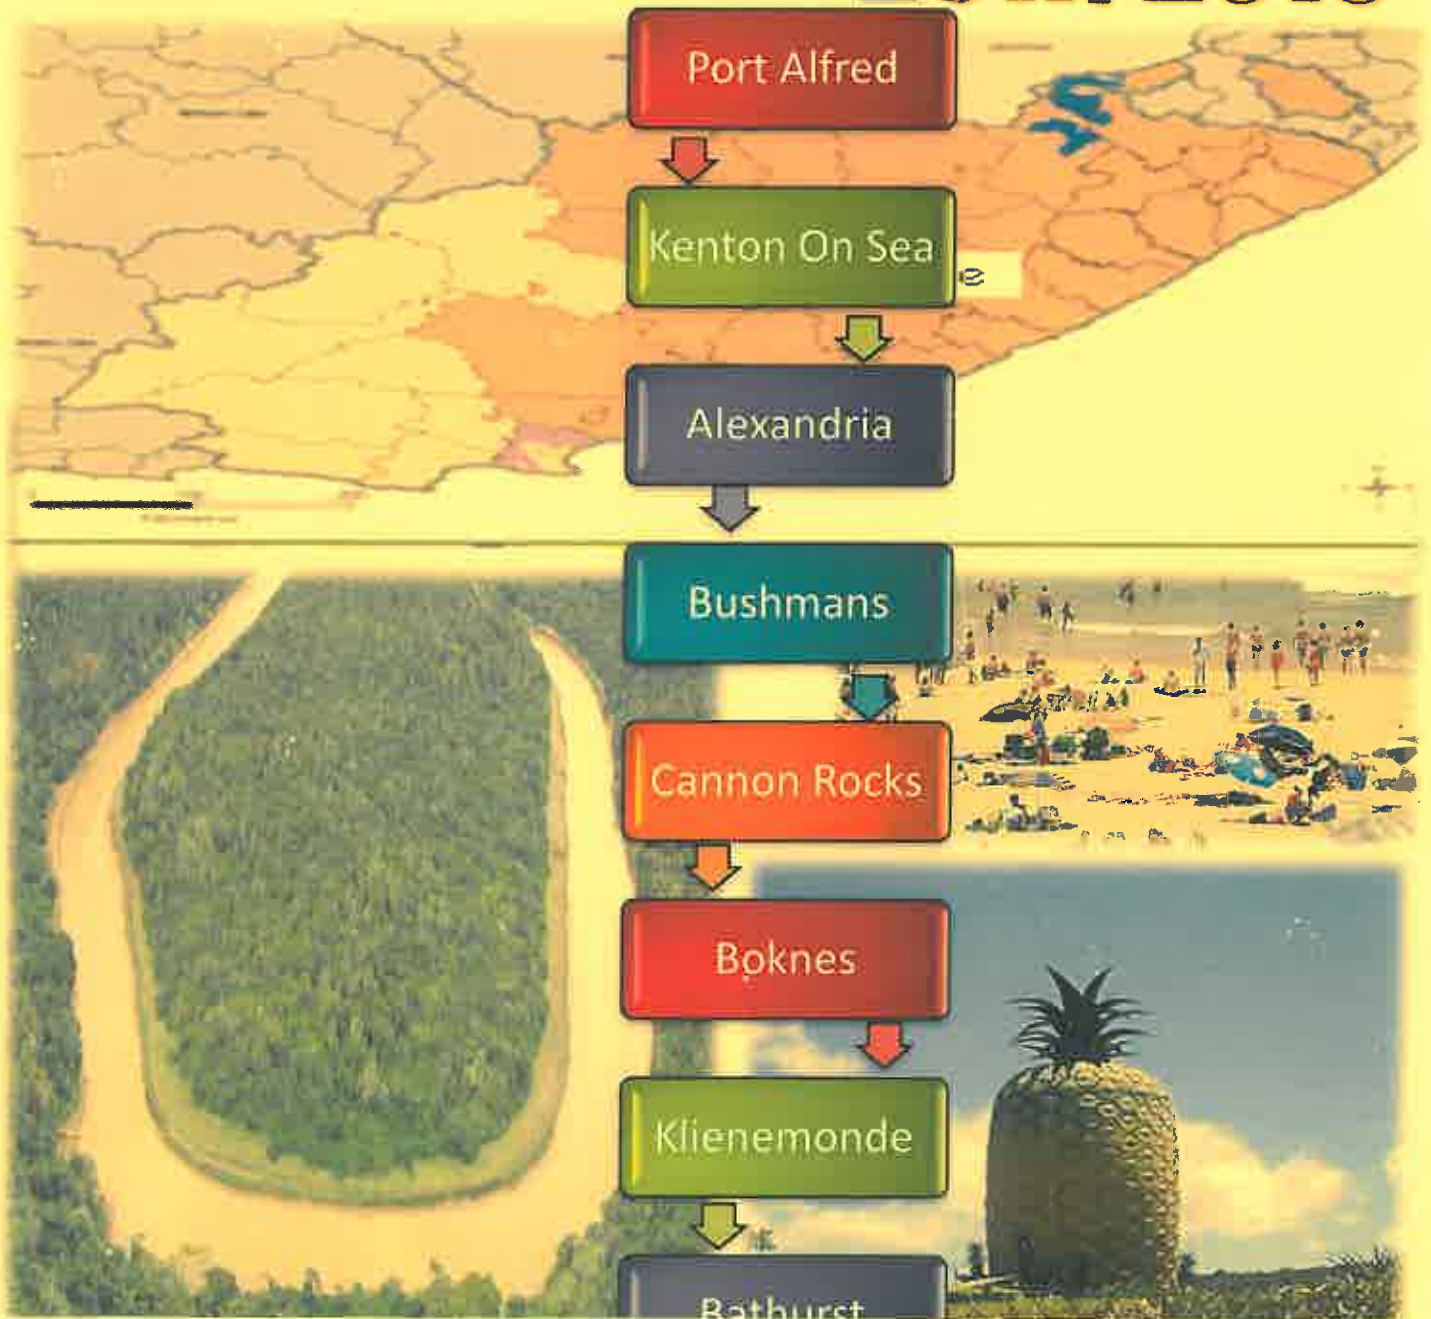 Port Alfred
Kenton On Sea
e
Alexandria
Bushmans
Cannon Rocks
Boknes
Klienemonde
Bathurst